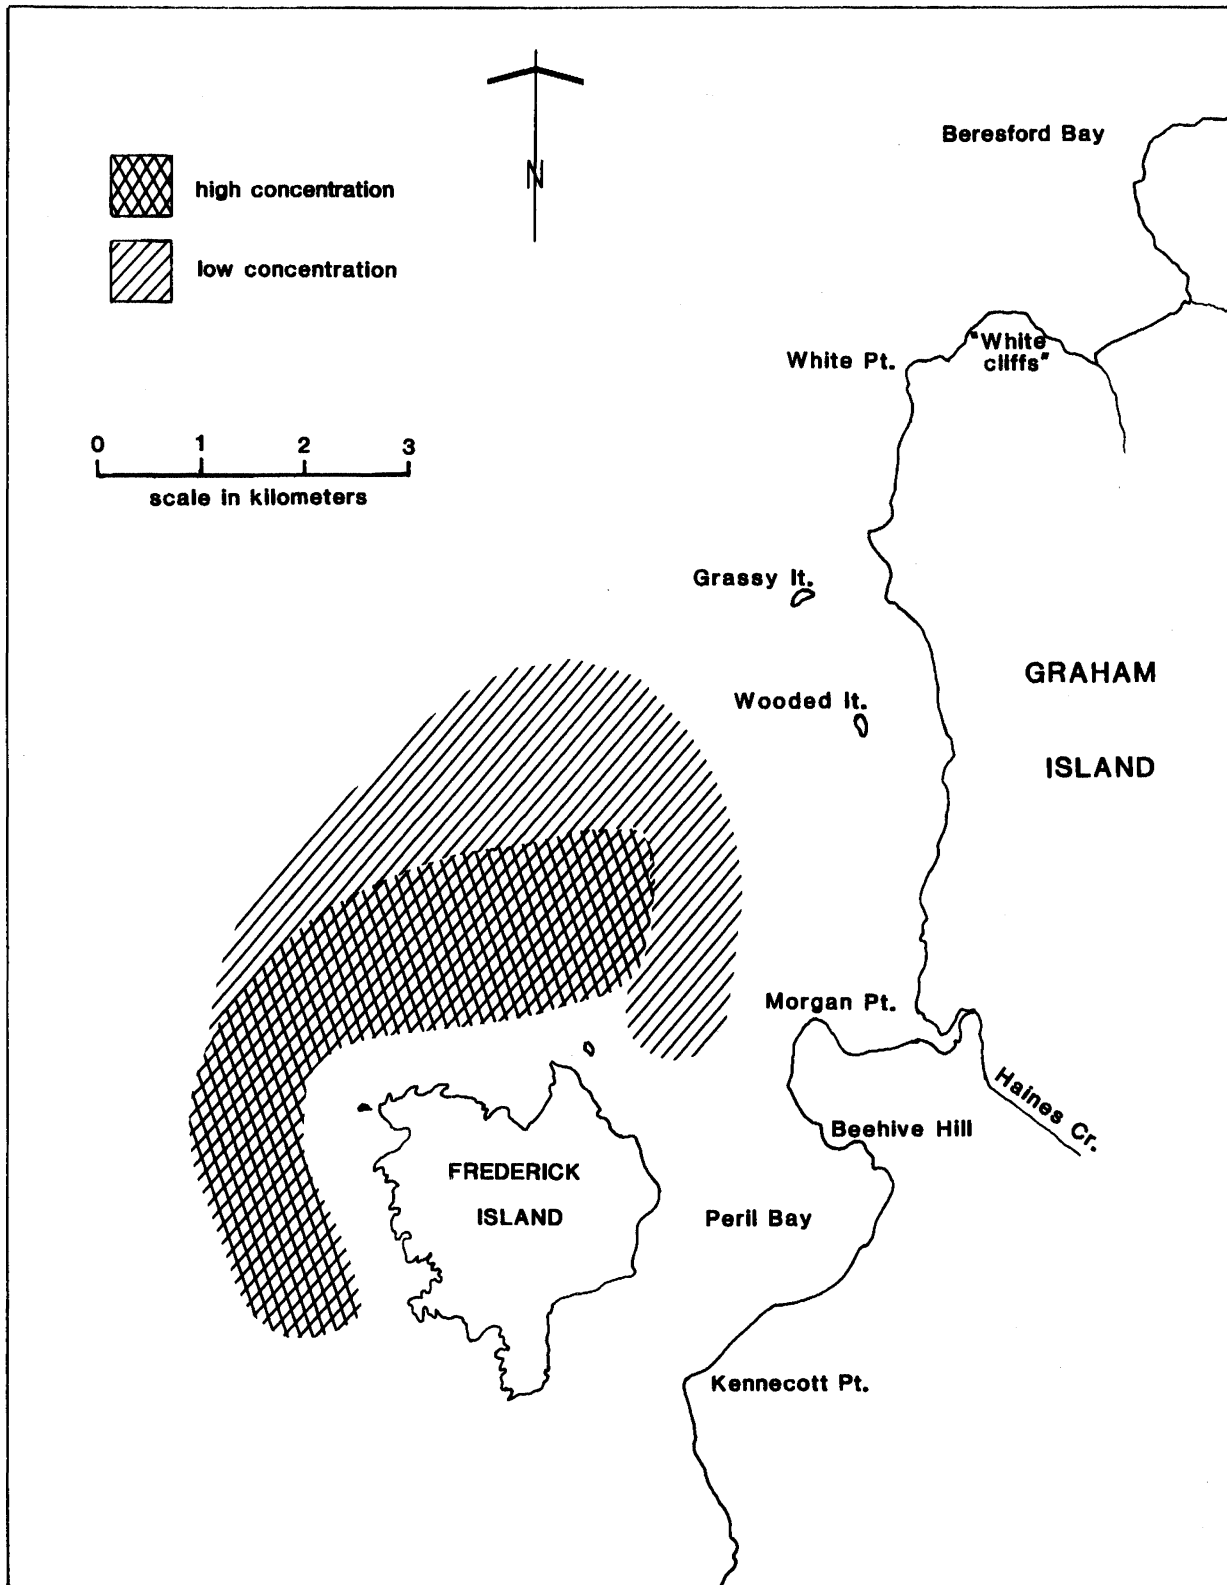 N
Beresford Bay
high concentration
low concentration
"White
cliffs"
White Pt.
0 1 2 3
scale in kilometers
Grassy It.
GRAHAM
Wooded It.
ISLAND
Morgan Pt.
Haines Cr.
Beehive Hill
FREDERICK
ISLAND
Peril Bay
Kennecott Pt.